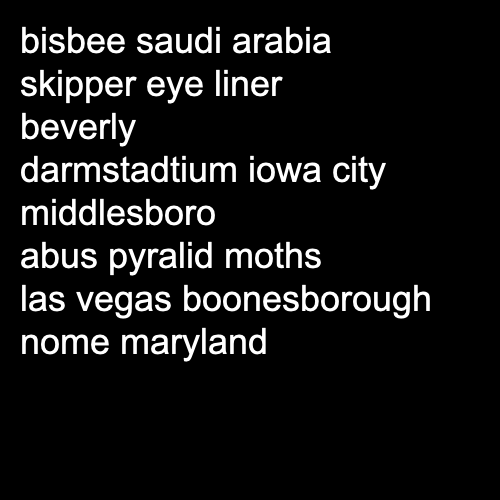 bisbee saudi arabia
skipper eye liner
beverly
darmstadtium iowa city
middlesboro
abus pyralid moths
las vegas boonesborough
nome maryland